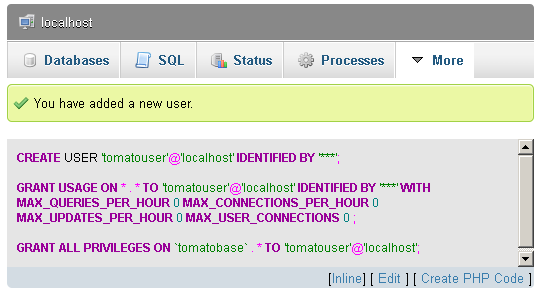 localhost
Databases SQL Status Processes More
You have added a new user.
CREATE USER 'tomatouser'@'localhost' IDENTIFIED BY '***';
GRANT USAGE ON * . * TO 'tomatouser'@'localhost' IDENTIFIED BY '***' WITH
MAX_QUERIES_PER_HOUR 0 MAX_CONNECTIONS_PER_HOUR 0
MAX_UPDATES_PER_HOUR 0 MAX_USER_CONNECTIONS 0 ;
GRANT ALL PRIVILEGES ON `tomatobase` . * TO 'tomatouser'@'localhost';
[Inline] [ Edit ] [ Create PHP Code ]